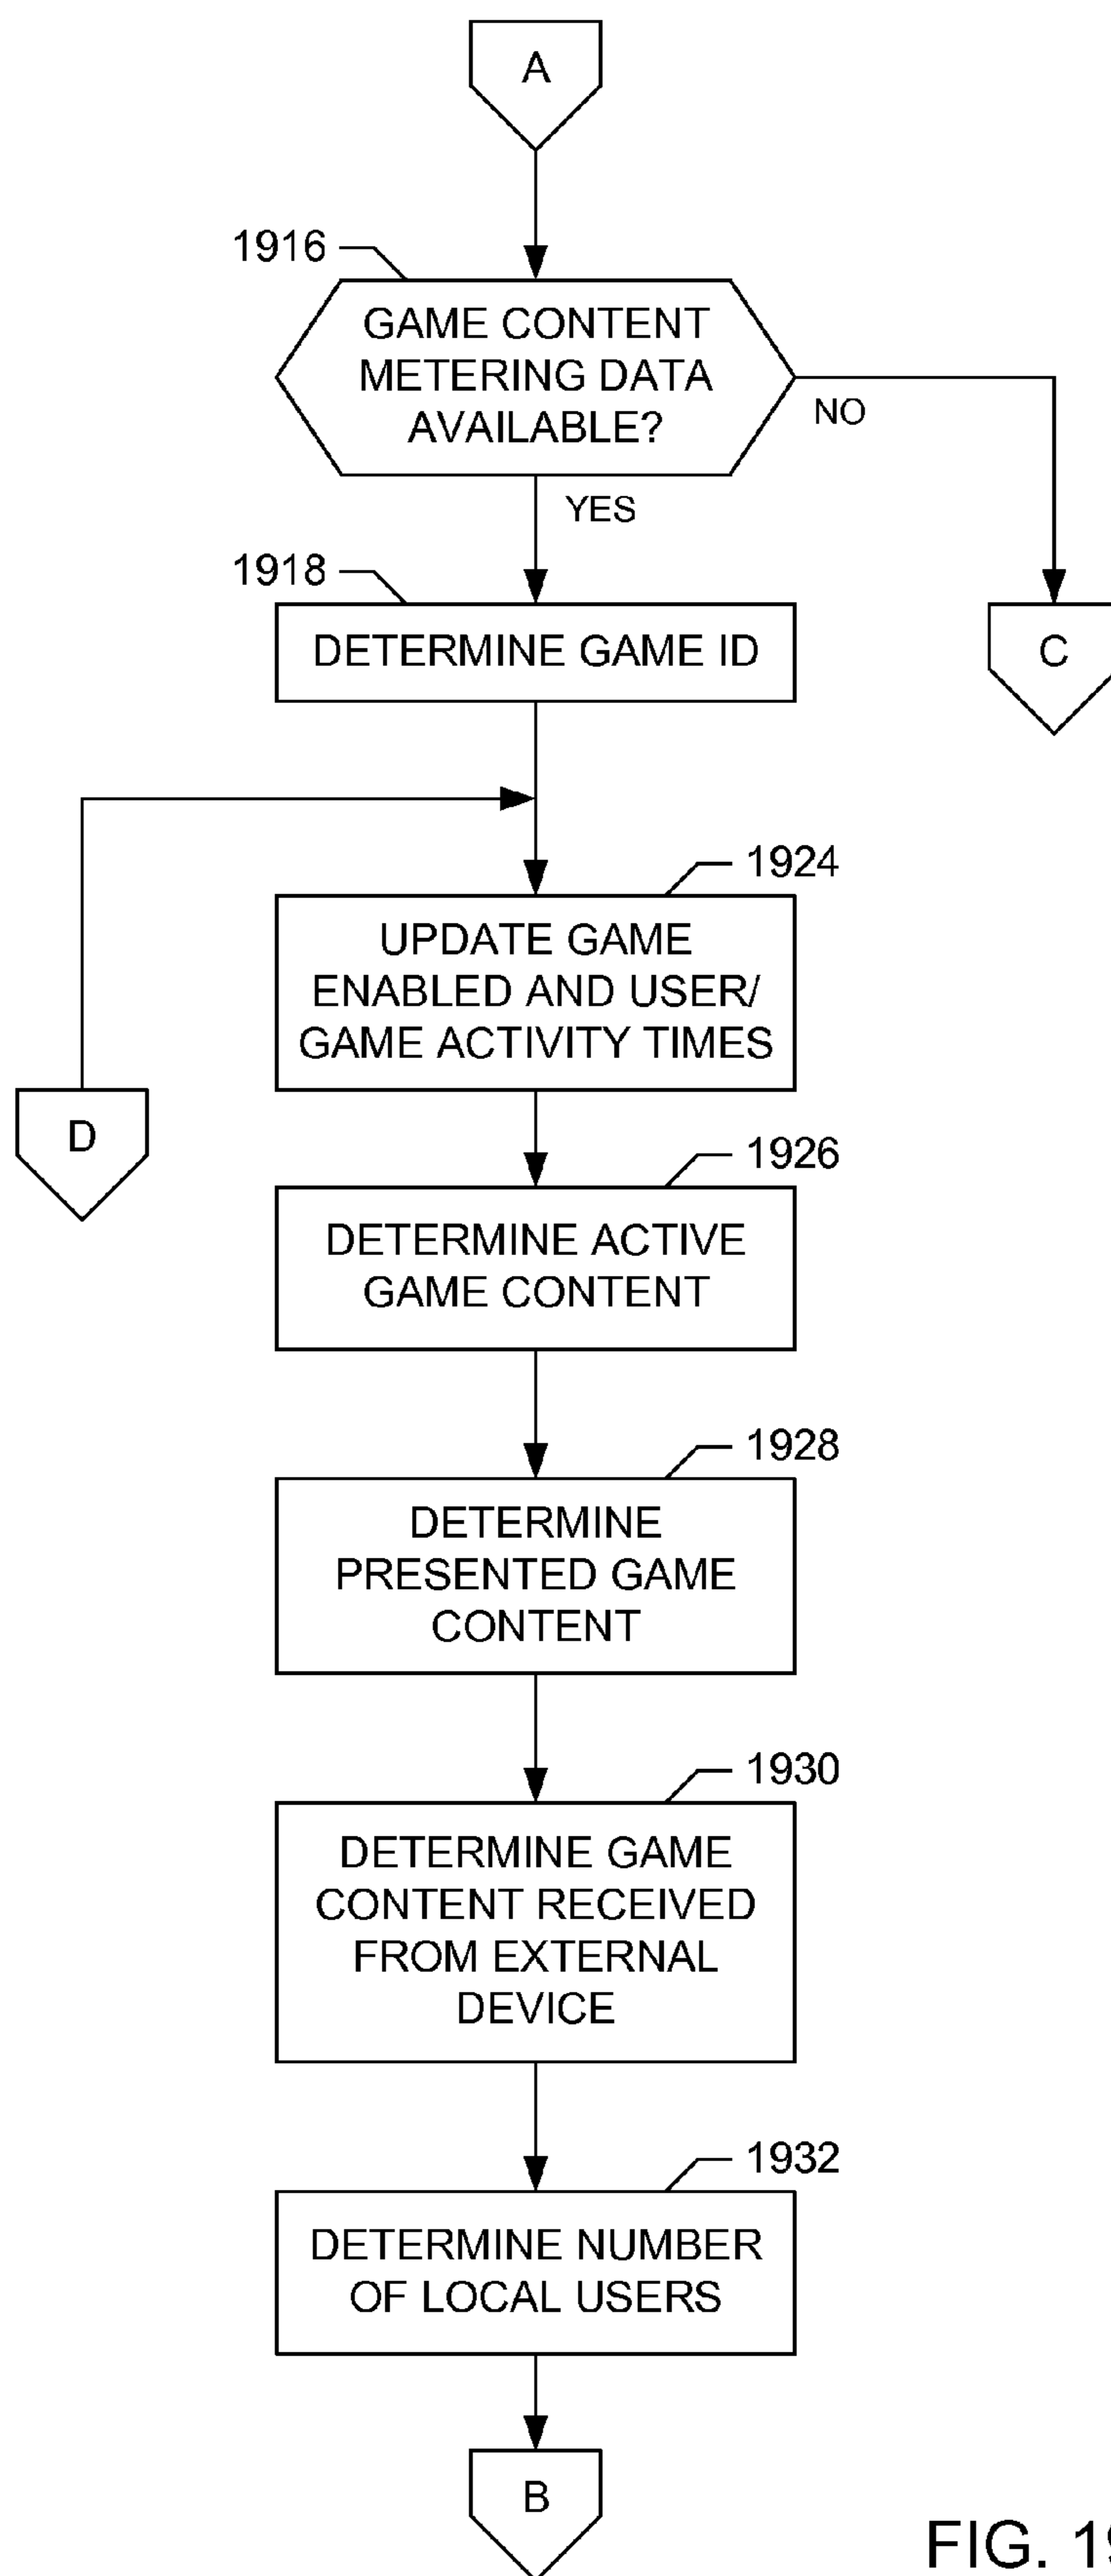 A
1916
GAME CONTENT
METERING DATA
AVAILABLE?
NO
YES
1918
DETERMINE GAME ID
C
1924
UPDATE GAME
ENABLED AND USER/
GAME ACTIVITY TIMES
D
1926
DETERMINE ACTIVE
GAME CONTENT
1928
DETERMINE
PRESENTED GAME
CONTENT
1930
DETERMINE GAME
CONTENT RECEIVED
FROM EXTERNAL
DEVICE
1932
DETERMINE NUMBER
OF LOCAL USERS
B
FIG.